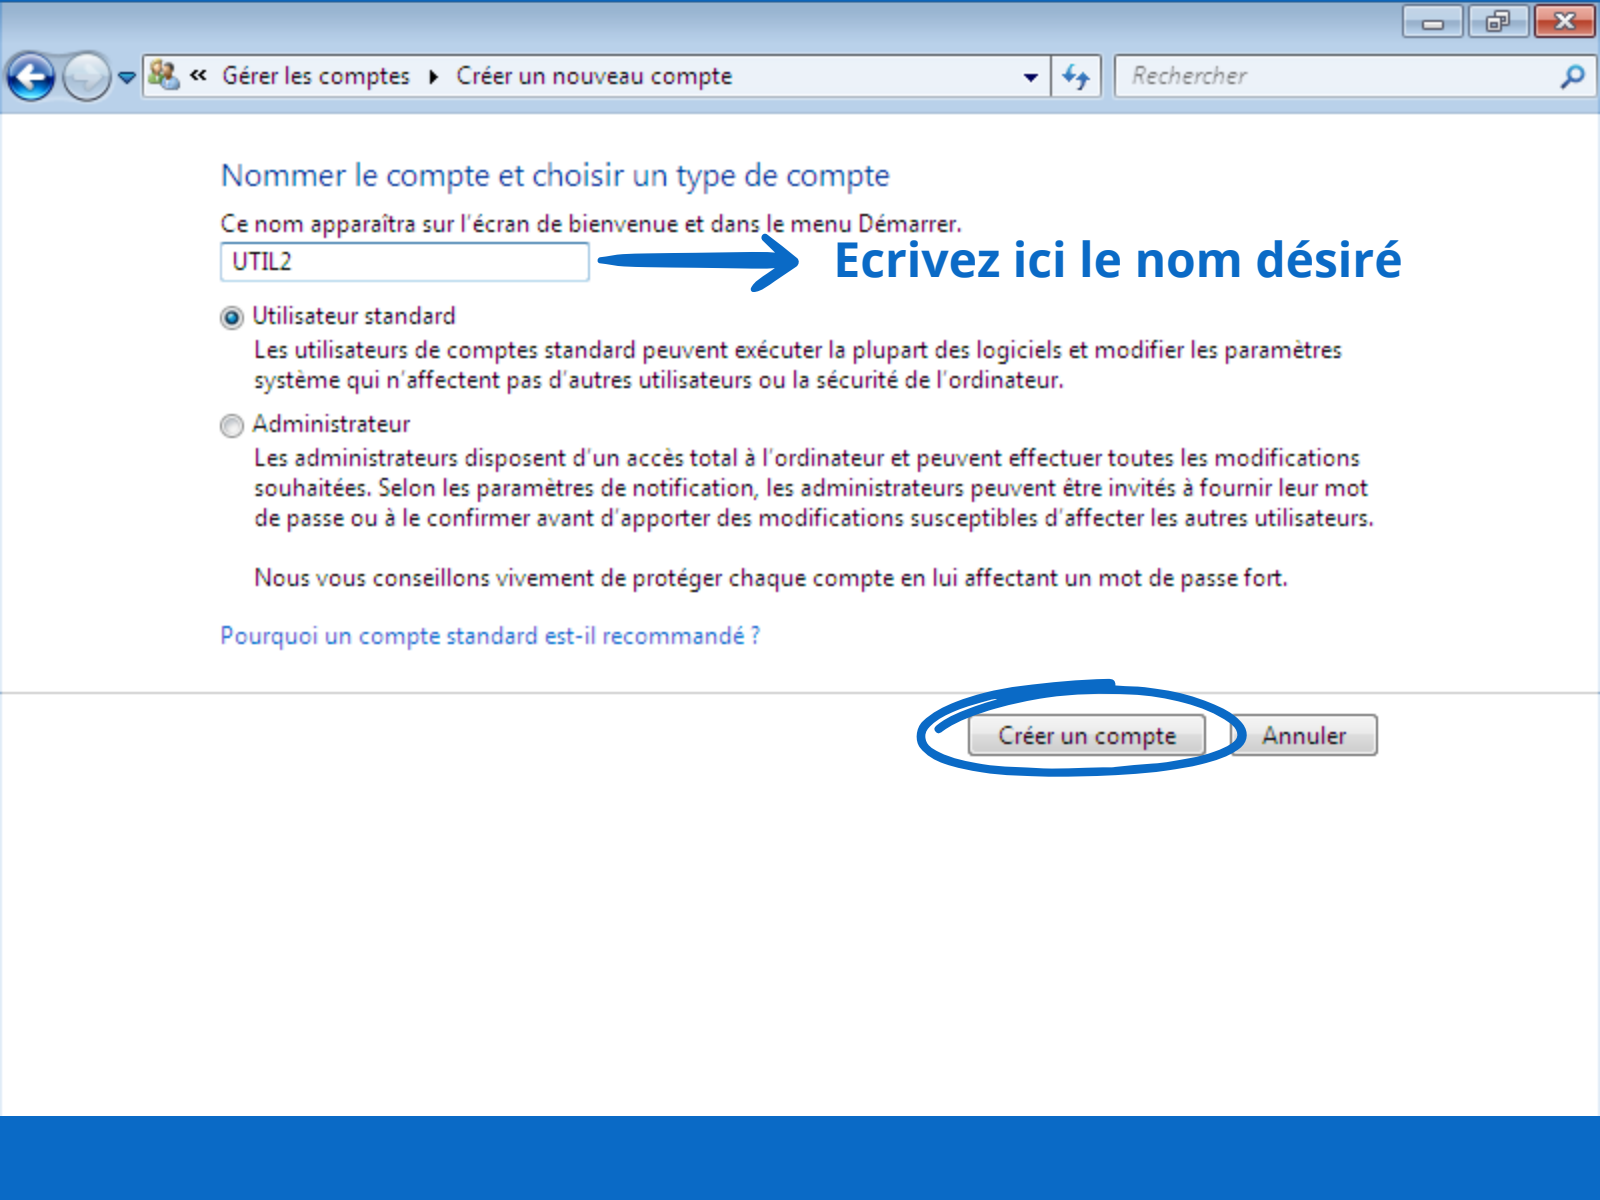 « Gérer les comptes ▸ Créer un nouveau compte
Rechercher
Nommer le compte et choisir un type de compte
Ce nom apparaîtra sur l'écran de bienvenue et dans le menu Démarrer.
UTIL2
Ecrivez ici le nom désiré
Utilisateur standard
Les utilisateurs de comptes standard peuvent exécuter la plupart des logiciels et modifier les paramètres
système qui n'affectent pas d'autres utilisateurs ou la sécurité de l'ordinateur.
Administrateur
Les administrateurs disposent d'un accès total à l'ordinateur et peuvent effectuer toutes les modifications
souhaitées. Selon les paramètres de notification, les administrateurs peuvent être invités à fournir leur mot
de passe ou à le confirmer avant d'apporter des modifications susceptibles d'affecter les autres utilisateurs.
Nous vous conseillons vivement de protéger chaque compte en lui affectant un mot de passe fort.
Pourquoi un compte standard est-il recommandé ?
Créer un compte
Annuler